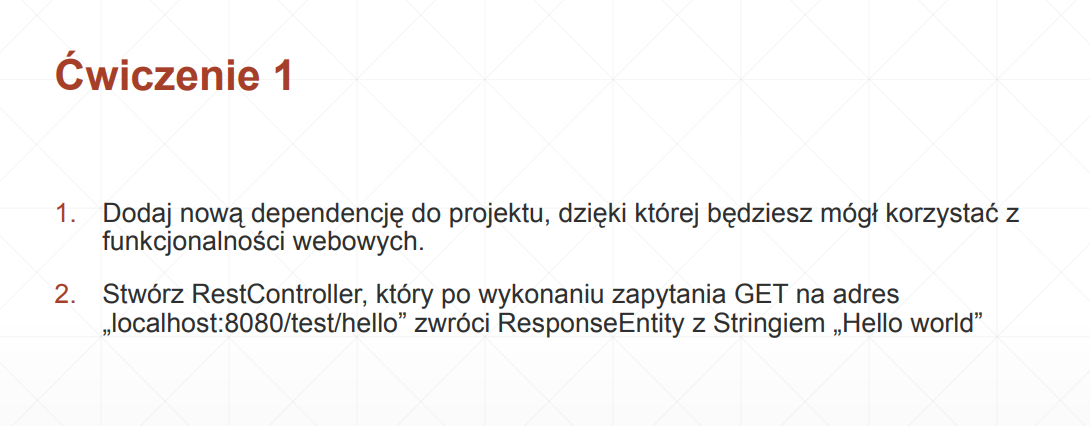 Ćwiczenie 1
1. Dodaj nową dependencję do projektu, dzięki której będziesz mógł korzystać z
funkcjonalności webowych.
2. Stwórz RestController, który po wykonaniu zapytania GET na adres
„localhost:8080/test/hello” zwróci ResponseEntity z Stringiem „Hello world”